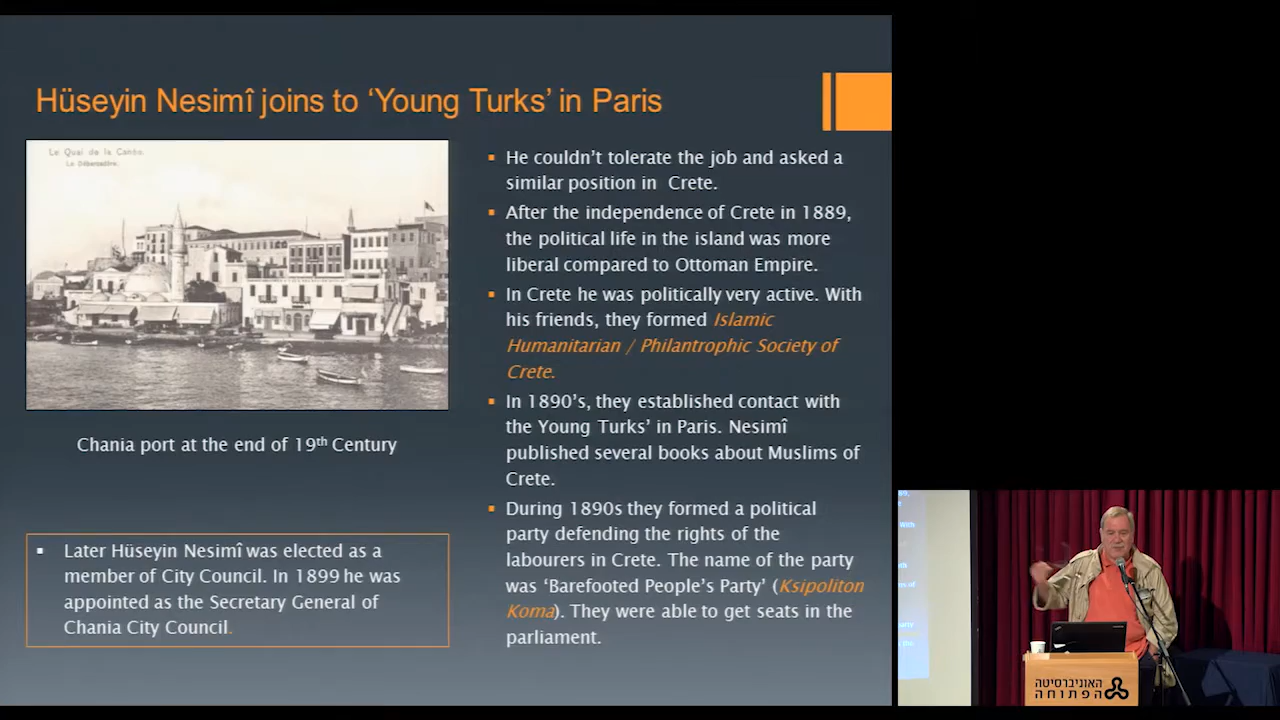 Hüseyin Nesimî joins to ‘Young Turks’ in Paris
Le Quai de la Canée.
Le Débarcadère.
Chania port at the end of 19th Century
▪ Later Hüseyin Nesimî was elected as a
member of City Council. In 1899 he was
appointed as the Secretary General of
Chania City Council.
▪ He couldn’t tolerate the job and asked a
similar position in Crete.
▪ After the independence of Crete in 1889,
the political life in the island was more
liberal compared to Ottoman Empire.
▪ In Crete he was politically very active. With
his friends, they formed Islamic
Humanitarian / Philantrophic Society of
Crete.
▪ In 1890’s, they established contact with
the Young Turks’ in Paris. Nesimî
published several books about Muslims of
Crete.
▪ During 1890s they formed a political
party defending the rights of the
labourers in Crete. The name of the party
was ‘Barefooted People’s Party’ (Ksipoliton
Koma). They were able to get seats in the
parliament.
האוניברסיטה
הפתוחה